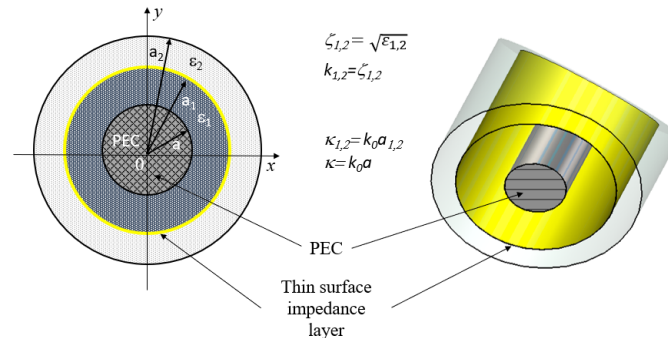 y
a₂
ε₂
a₁
ε₁
PEC
a
0
x
ζ₁,₂ = √ε₁,₂
k₁,₂=ζ₁,₂
κ₁,₂=k₀a₁,₂
κ=k₀a
PEC
Thin surface
impedance
layer